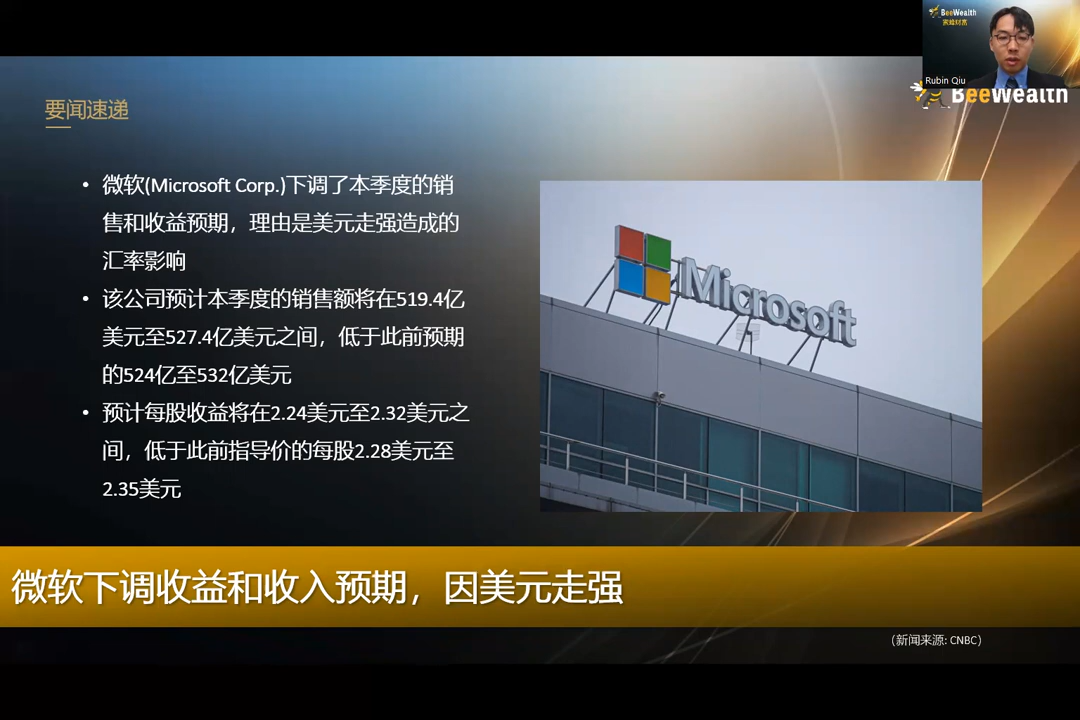 BeeWealth
蜜蜂财富
Rubin Qiu
BeeWealth
要闻速递
• 微软(Microsoft Corp.)下调了本季度的销
售和收益预期，理由是美元走强造成的
汇率影响
• 该公司预计本季度的销售额将在519.4亿
美元至527.4亿美元之间，低于此前预期
的524亿至532亿美元
• 预计每股收益将在2.24美元至2.32美元之
间，低于此前指导价的每股2.28美元至
2.35美元
Microsoft
微软下调收益和收入预期，因美元走强
（新闻来源: CNBC）